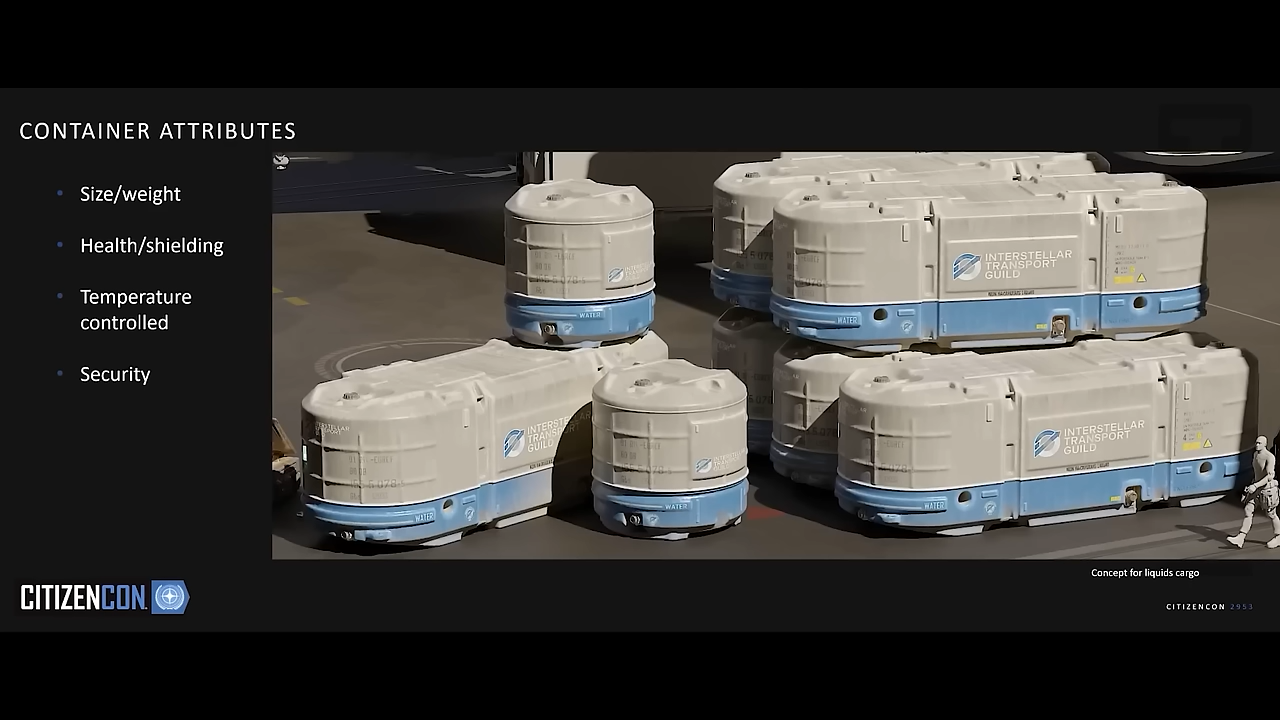 CONTAINER ATTRIBUTES
• Size/weight
• Health/shielding
• Temperature
controlled
• Security
INTERSTELLAR
TRANSPORT
GUILD
WATER
WATER
INTERSTELLAR
TRANSPORT
GUILD
WATER
INTERSTELLAR
TRANSPORT
GUILD
WATER
WATER
Concept for liquids cargo
CITIZENCON
CITIZENCON 2953